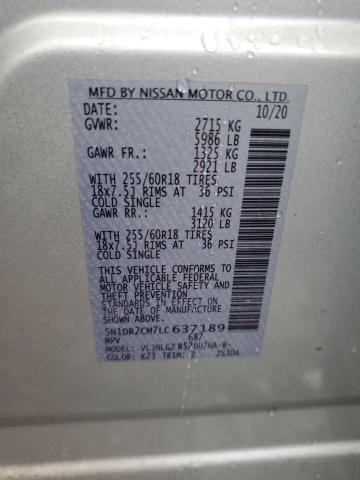 MFD BY NISSAN MOTOR CO., LTD.
DATE: 10/20
GVWR: 2715 KG
5986 LB
GAWR FR.: 1325 KG
2921 LB
WITH 255/60R18 TIRES
18x7.5J RIMS AT 36 PSI
COLD SINGLE
GAWR RR.: 1415 KG
3120 LB
WITH 255/60R18 TIRES
18x7.5J RIMS AT 36 PSI
COLD SINGLE
THIS VEHICLE CONFORMS TO
ALL APPLICABLE FEDERAL
MOTOR VEHICLE SAFETY AND
THEFT PREVENTION
STANDARDS IN EFFECT ON
THE DATE OF MANUFACTURE
SHOWN ABOVE.
5N1DR2CM7LC637189
MPV 687
MODEL:
COLOR: K23 TRIM: Z 2630A